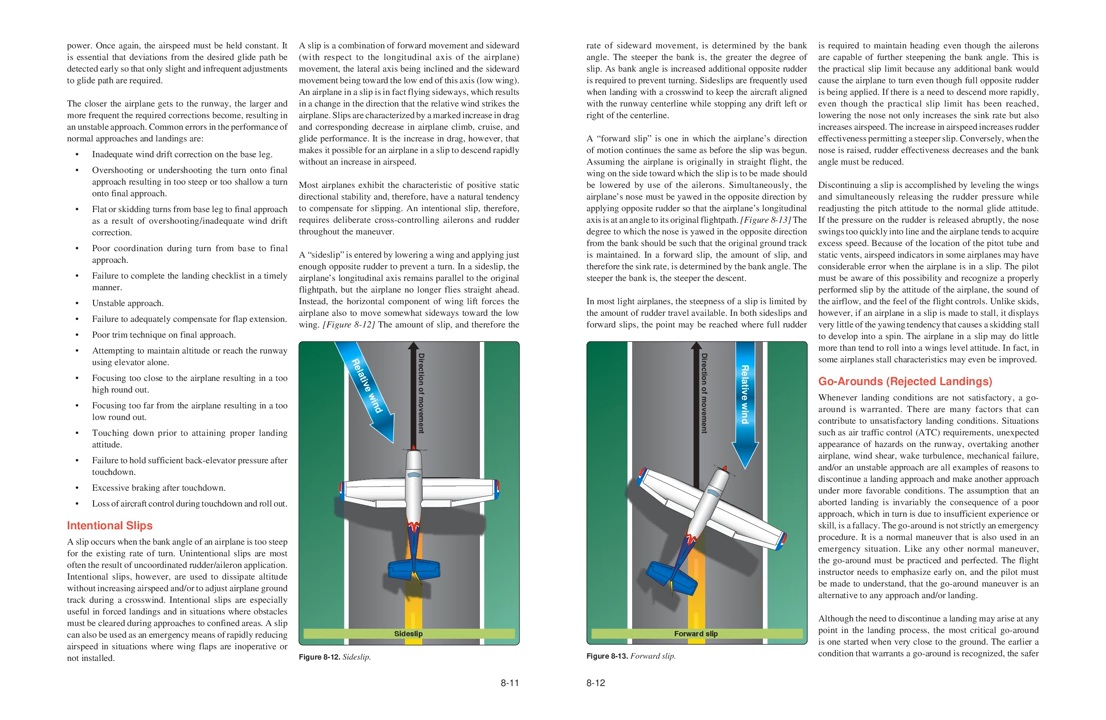 power. Once again, the airspeed must be held constant. It
is essential that deviations from the desired glide path be
detected early so that only slight and infrequent adjustments
to glide path are required.
The closer the airplane gets to the runway, the larger and
more frequent the required corrections become, resulting in
an unstable approach. Common errors in the performance of
normal approaches and landings are:
• Inadequate wind drift correction on the base leg.
• Overshooting or undershooting the turn onto final
approach resulting in too steep or too shallow a turn
onto final approach.
• Flat or skidding turns from base leg to final approach
as a result of overshooting/inadequate wind drift
correction.
• Poor coordination during turn from base to final
approach.
• Failure to complete the landing checklist in a timely
manner.
• Unstable approach.
• Failure to adequately compensate for flap extension.
• Poor trim technique on final approach.
• Attempting to maintain altitude or reach the runway
using elevator alone.
• Focusing too close to the airplane resulting in a too
high round out.
• Focusing too far from the airplane resulting in a too
low round out.
• Touching down prior to attaining proper landing
attitude.
• Failure to hold sufficient back-elevator pressure after
touchdown.
• Excessive braking after touchdown.
• Loss of aircraft control during touchdown and roll out.
Intentional Slips
A slip occurs when the bank angle of an airplane is too steep
for the existing rate of turn. Unintentional slips are most
often the result of uncoordinated rudder/aileron application.
Intentional slips, however, are used to dissipate altitude
without increasing airspeed and/or to adjust airplane ground
track during a crosswind. Intentional slips are especially
useful in forced landings and in situations where obstacles
must be cleared during approaches to confined areas. A slip
can also be used as an emergency means of rapidly reducing
airspeed in situations where wing flaps are inoperative or
not installed.
A slip is a combination of forward movement and sideward
(with respect to the longitudinal axis of the airplane)
movement, the lateral axis being inclined and the sideward
movement being toward the low end of this axis (low wing).
An airplane in a slip is in fact flying sideways, which results
in a change in the direction that the relative wind strikes the
airplane. Slips are characterized by a marked increase in drag
and corresponding decrease in airplane climb, cruise, and
glide performance. It is the increase in drag, however, that
makes it possible for an airplane in a slip to descend rapidly
without an increase in airspeed.
Most airplanes exhibit the characteristic of positive static
directional stability and, therefore, have a natural tendency
to compensate for slipping. An intentional slip, therefore,
requires deliberate cross-controlling ailerons and rudder
throughout the maneuver.
A “sideslip” is entered by lowering a wing and applying just
enough opposite rudder to prevent a turn. In a sideslip, the
airplane’s longitudinal axis remains parallel to the original
flightpath, but the airplane no longer flies straight ahead.
Instead, the horizontal component of wing lift forces the
airplane also to move somewhat sideways toward the low
wing. [Figure 8-12] The amount of slip, and therefore the
Relative wind
Direction of movement
Sideslip
Figure 8-12. Sideslip.
8-11
rate of sideward movement, is determined by the bank
angle. The steeper the bank is, the greater the degree of
slip. As bank angle is increased additional opposite rudder
is required to prevent turning. Sideslips are frequently used
when landing with a crosswind to keep the aircraft aligned
with the runway centerline while stopping any drift left or
right of the centerline.
A “forward slip” is one in which the airplane’s direction
of motion continues the same as before the slip was begun.
Assuming the airplane is originally in straight flight, the
wing on the side toward which the slip is to be made should
be lowered by use of the ailerons. Simultaneously, the
airplane’s nose must be yawed in the opposite direction by
applying opposite rudder so that the airplane’s longitudinal
axis is at an angle to its original flightpath. [Figure 8-13] The
degree to which the nose is yawed in the opposite direction
from the bank should be such that the original ground track
is maintained. In a forward slip, the amount of slip, and
therefore the sink rate, is determined by the bank angle. The
steeper the bank is, the steeper the descent.
In most light airplanes, the steepness of a slip is limited by
the amount of rudder travel available. In both sideslips and
forward slips, the point may be reached where full rudder
Direction of movement
Relative wind
Forward slip
Figure 8-13. Forward slip.
8-12
is required to maintain heading even though the ailerons
are capable of further steepening the bank angle. This is
the practical slip limit because any additional bank would
cause the airplane to turn even though full opposite rudder
is being applied. If there is a need to descend more rapidly,
even though the practical slip limit has been reached,
lowering the nose not only increases the sink rate but also
increases airspeed. The increase in airspeed increases rudder
effectiveness permitting a steeper slip. Conversely, when the
nose is raised, rudder effectiveness decreases and the bank
angle must be reduced.
Discontinuing a slip is accomplished by leveling the wings
and simultaneously releasing the rudder pressure while
readjusting the pitch attitude to the normal glide attitude.
If the pressure on the rudder is released abruptly, the nose
swings too quickly into line and the airplane tends to acquire
excess speed. Because of the location of the pitot tube and
static vents, airspeed indicators in some airplanes may have
considerable error when the airplane is in a slip. The pilot
must be aware of this possibility and recognize a properly
performed slip by the attitude of the airplane, the sound of
the airflow, and the feel of the flight controls. Unlike skids,
however, if an airplane in a slip is made to stall, it displays
very little of the yawing tendency that causes a skidding stall
to develop into a spin. The airplane in a slip may do little
more than tend to roll into a wings level attitude. In fact, in
some airplanes stall characteristics may even be improved.
Go-Arounds (Rejected Landings)
Whenever landing conditions are not satisfactory, a go-
around is warranted. There are many factors that can
contribute to unsatisfactory landing conditions. Situations
such as air traffic control (ATC) requirements, unexpected
appearance of hazards on the runway, overtaking another
airplane, wind shear, wake turbulence, mechanical failure,
and/or an unstable approach are all examples of reasons to
discontinue a landing approach and make another approach
under more favorable conditions. The assumption that an
aborted landing is invariably the consequence of a poor
approach, which in turn is due to insufficient experience or
skill, is a fallacy. The go-around is not strictly an emergency
procedure. It is a normal maneuver that is also used in an
emergency situation. Like any other normal maneuver,
the go-around must be practiced and perfected. The flight
instructor needs to emphasize early on, and the pilot must
be made to understand, that the go-around maneuver is an
alternative to any approach and/or landing.
Although the need to discontinue a landing may arise at any
point in the landing process, the most critical go-around
is one started when very close to the ground. The earlier a
condition that warrants a go-around is recognized, the safer